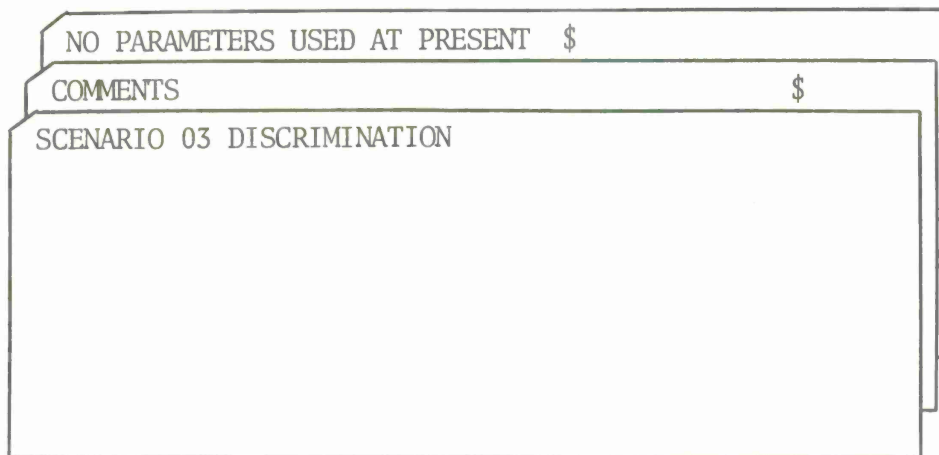 NO PARAMETERS USED AT PRESENT $
COMMENTS $
SCENARIO 03 DISCRIMINATION